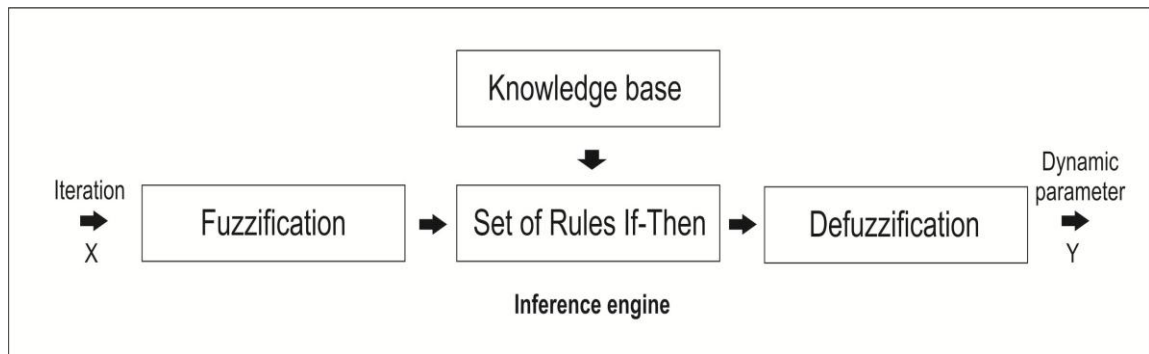 Knowledge base
Iteration
X
Fuzzification
Set of Rules If-Then
Defuzzification
Dynamic
parameter
Y
Inference engine